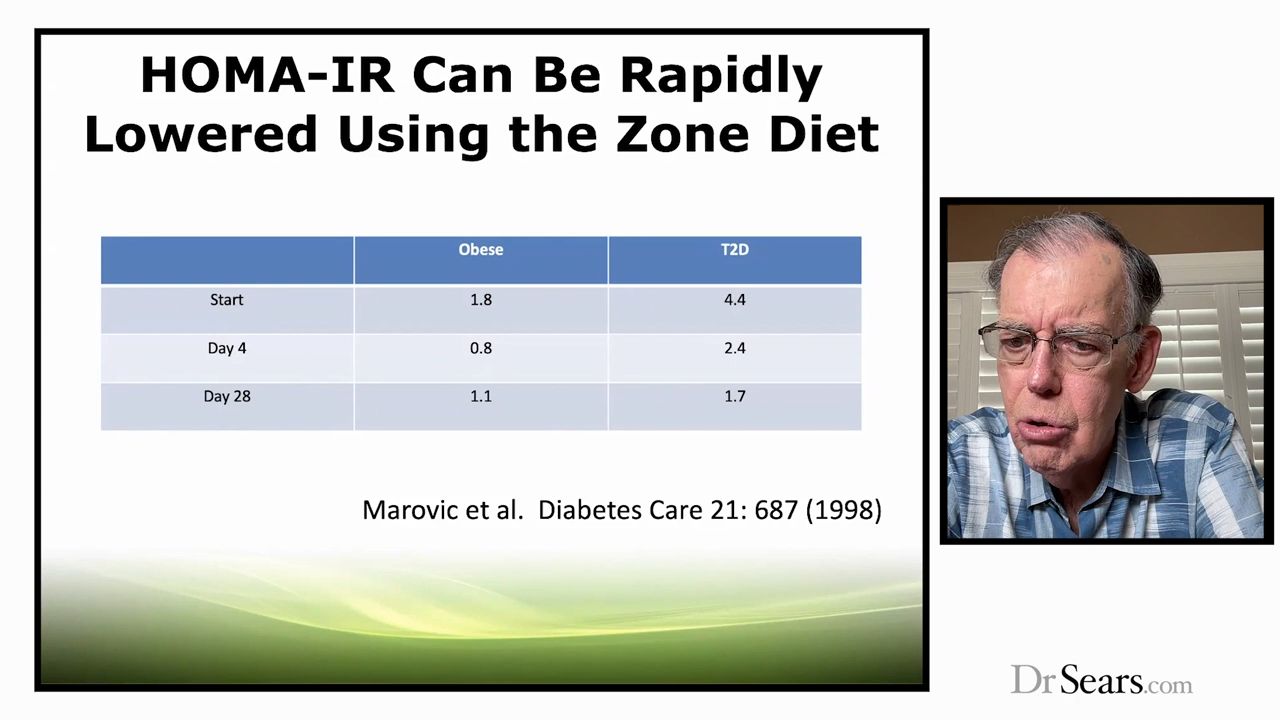 HOMA-IR Can Be Rapidly
Lowered Using the Zone Diet
Obese T2D
Start 1.8 4.4
Day 4 0.8 2.4
Day 28 1.1 1.7
Marovic et al. Diabetes Care 21: 687 (1998)
DrSears.com